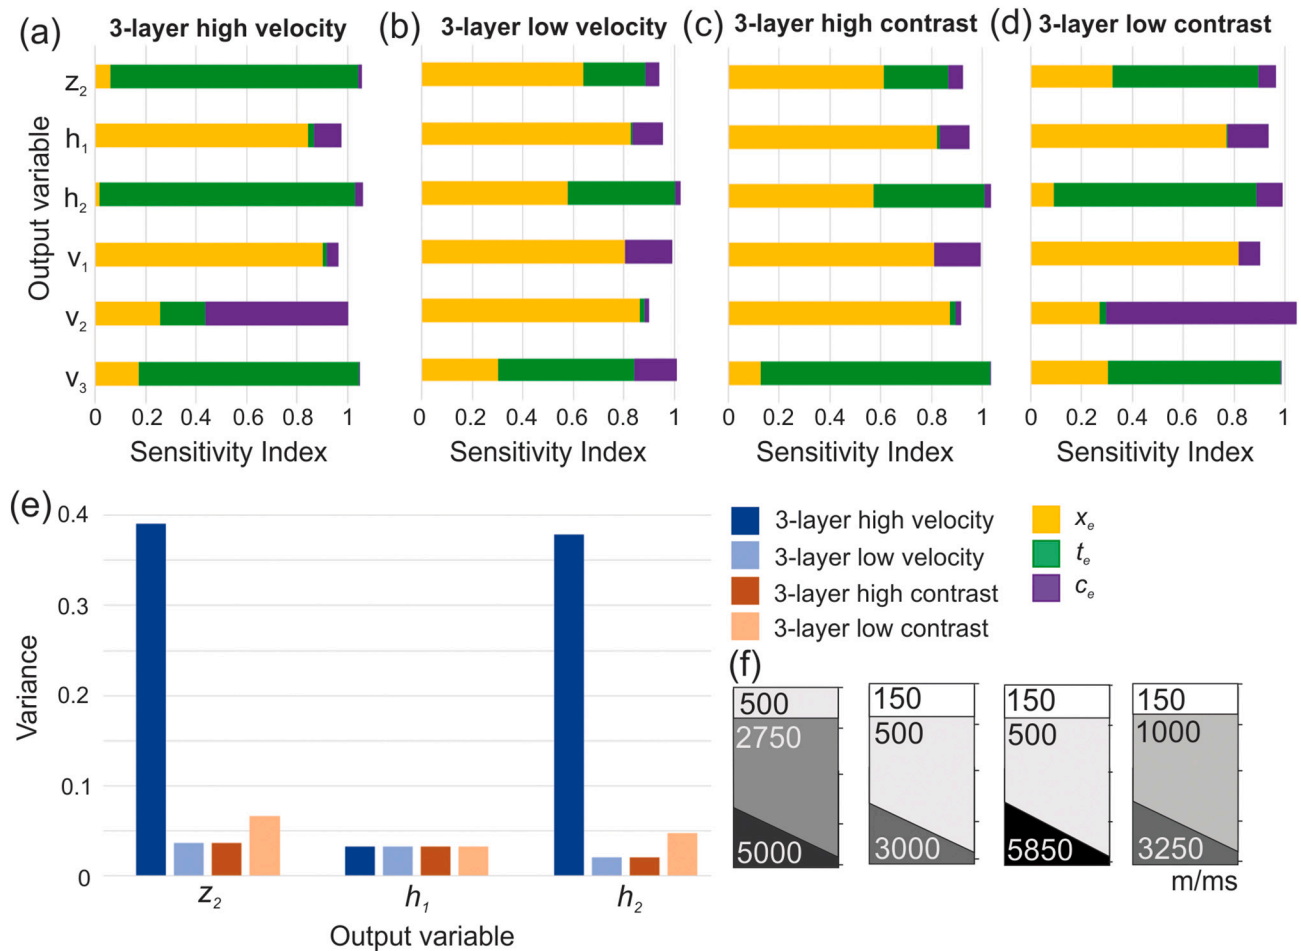 (a) 3-layer high velocity
(b) 3-layer low velocity
(c) 3-layer high contrast
(d) 3-layer low contrast
Output variable
z2
h1
h2
v1
v2
v3
0 0.2 0.4 0.6 0.8 1
0 0.2 0.4 0.6 0.8 1
0 0.2 0.4 0.6 0.8 1
0 0.2 0.4 0.6 0.8 1
Sensitivity Index
Sensitivity Index
Sensitivity Index
Sensitivity Index
(e)
Variance
0.4
0.3
0.2
0.1
0
z2 h1 h2
Output variable
3-layer high velocity
3-layer low velocity
3-layer high contrast
3-layer low contrast
xe
te
ce
(f)
500
2750
5000
150
500
3000
150
500
5850
150
1000
3250
m/ms